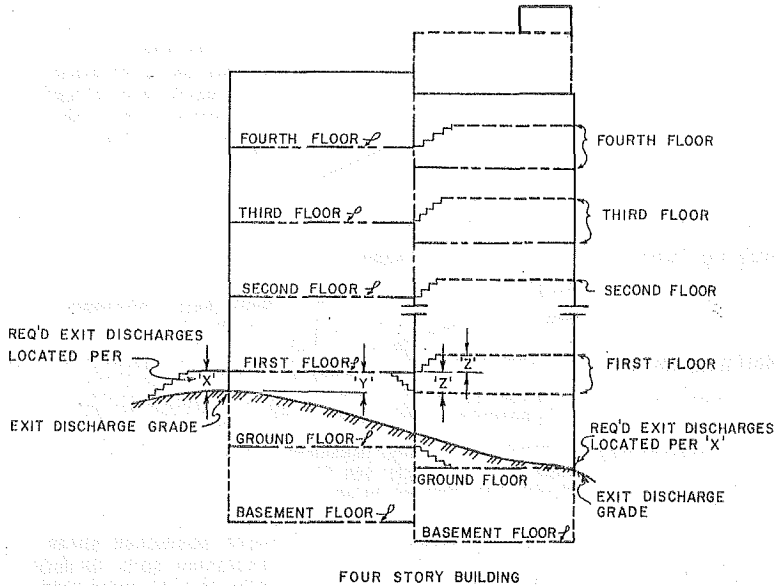 FOURTH FLOOR
FOURTH FLOOR
THIRD FLOOR
THIRD FLOOR
SECOND FLOOR
SECOND FLOOR
REQ'D EXIT DISCHARGES
LOCATED PER
'X'
FIRST FLOOR
'Y'
'Z'
'Z'
FIRST FLOOR
EXIT DISCHARGE GRADE
GROUND FLOOR
GROUND FLOOR
REQ'D EXIT DISCHARGES
LOCATED PER 'X'
EXIT DISCHARGE
GRADE
BASEMENT FLOOR
BASEMENT FLOOR
FOUR STORY BUILDING